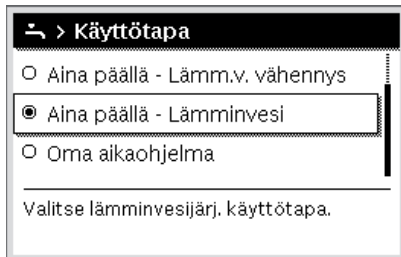 > Käyttötapa
Aina päällä - Lämm.v. vähennys
Aina päällä - Lämminvesi
Oma aikaohjelma
Valitse lämminvesijärj. käyttötapa.